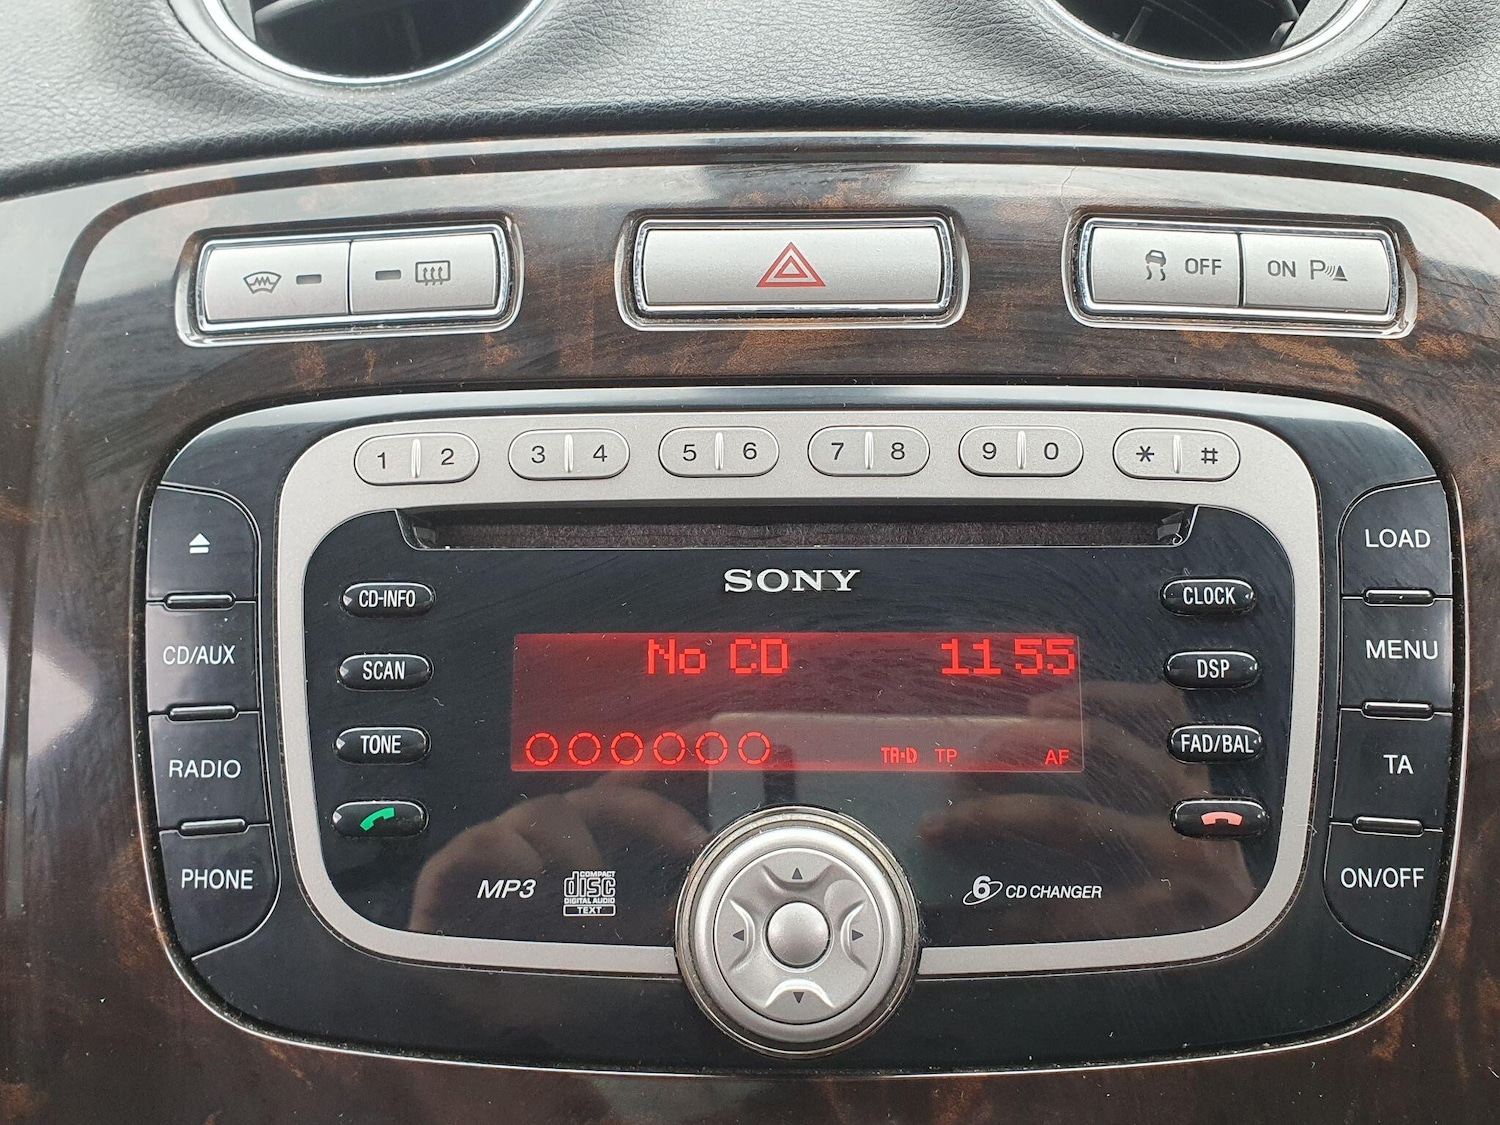 OFF ON P
1 2 3 4 5 6 7 8 9 0 * #
SONY
LOAD
CD-INFO
CLOCK
CD/AUX
SCAN
No CD 11 55
DSP
MENU
RADIO
TONE
TA·D TP AF
FAD/BAL
TA
PHONE
MP3
COMPACT
disc
DIGITAL AUDIO
TEXT
6 CD CHANGER
ON/OFF